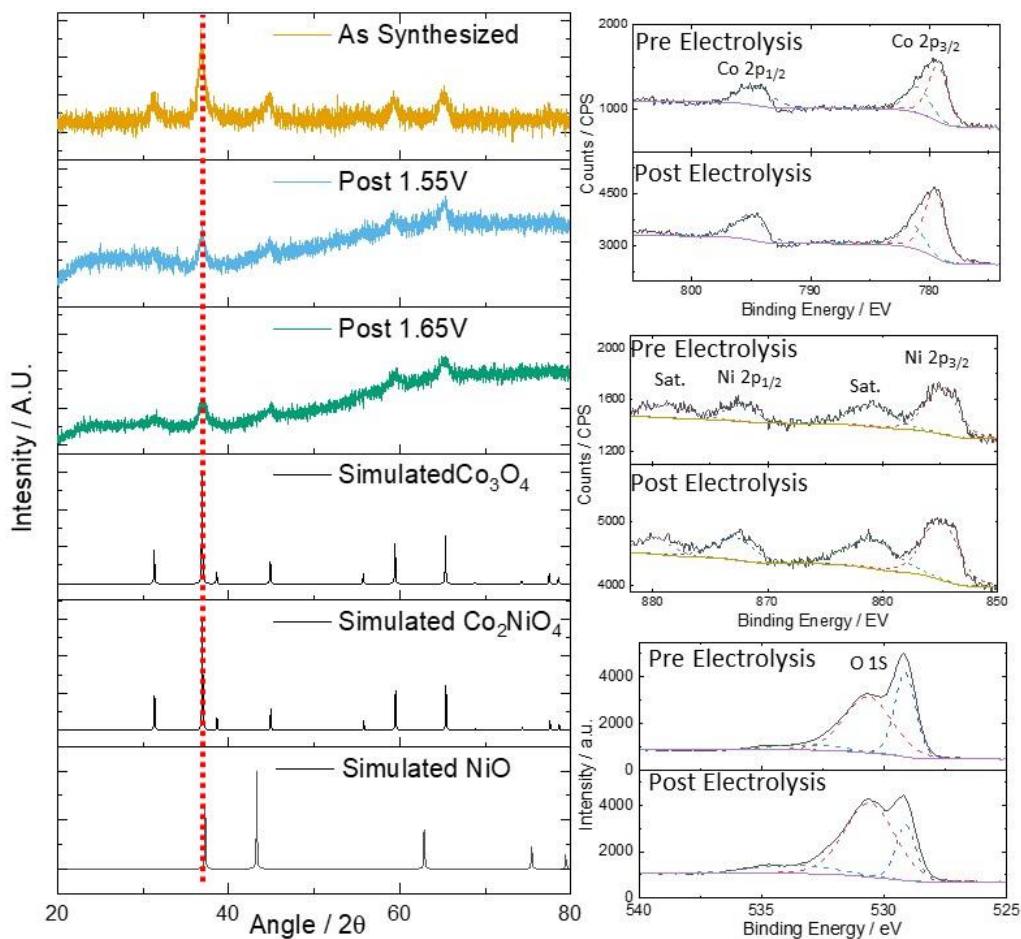 As Synthesized
Post 1.55V
Post 1.65V
SimulatedCo₃O₄
Simulated Co₂NiO₄
Simulated NiO
Intesnity / A.U.
20 40 60 80
Angle / 2θ
Pre Electrolysis
Co 2p₁/₂
Co 2p₃/₂
2000
1000
Post Electrolysis
4500
3000
Counts / CPS
800 790 780
Binding Energy / EV
Pre Electrolysis
Sat.
Ni 2p₁/₂
Sat.
Ni 2p₃/₂
2000
1600
1200
Post Electrolysis
5000
4000
Counts / CPS
880 870 860 850
Binding Energy / EV
Pre Electrolysis
O 1S
4000
2000
0
Post Electrolysis
4000
2000
0
Intensity / a.u.
540 535 530 525
Binding Energy / eV